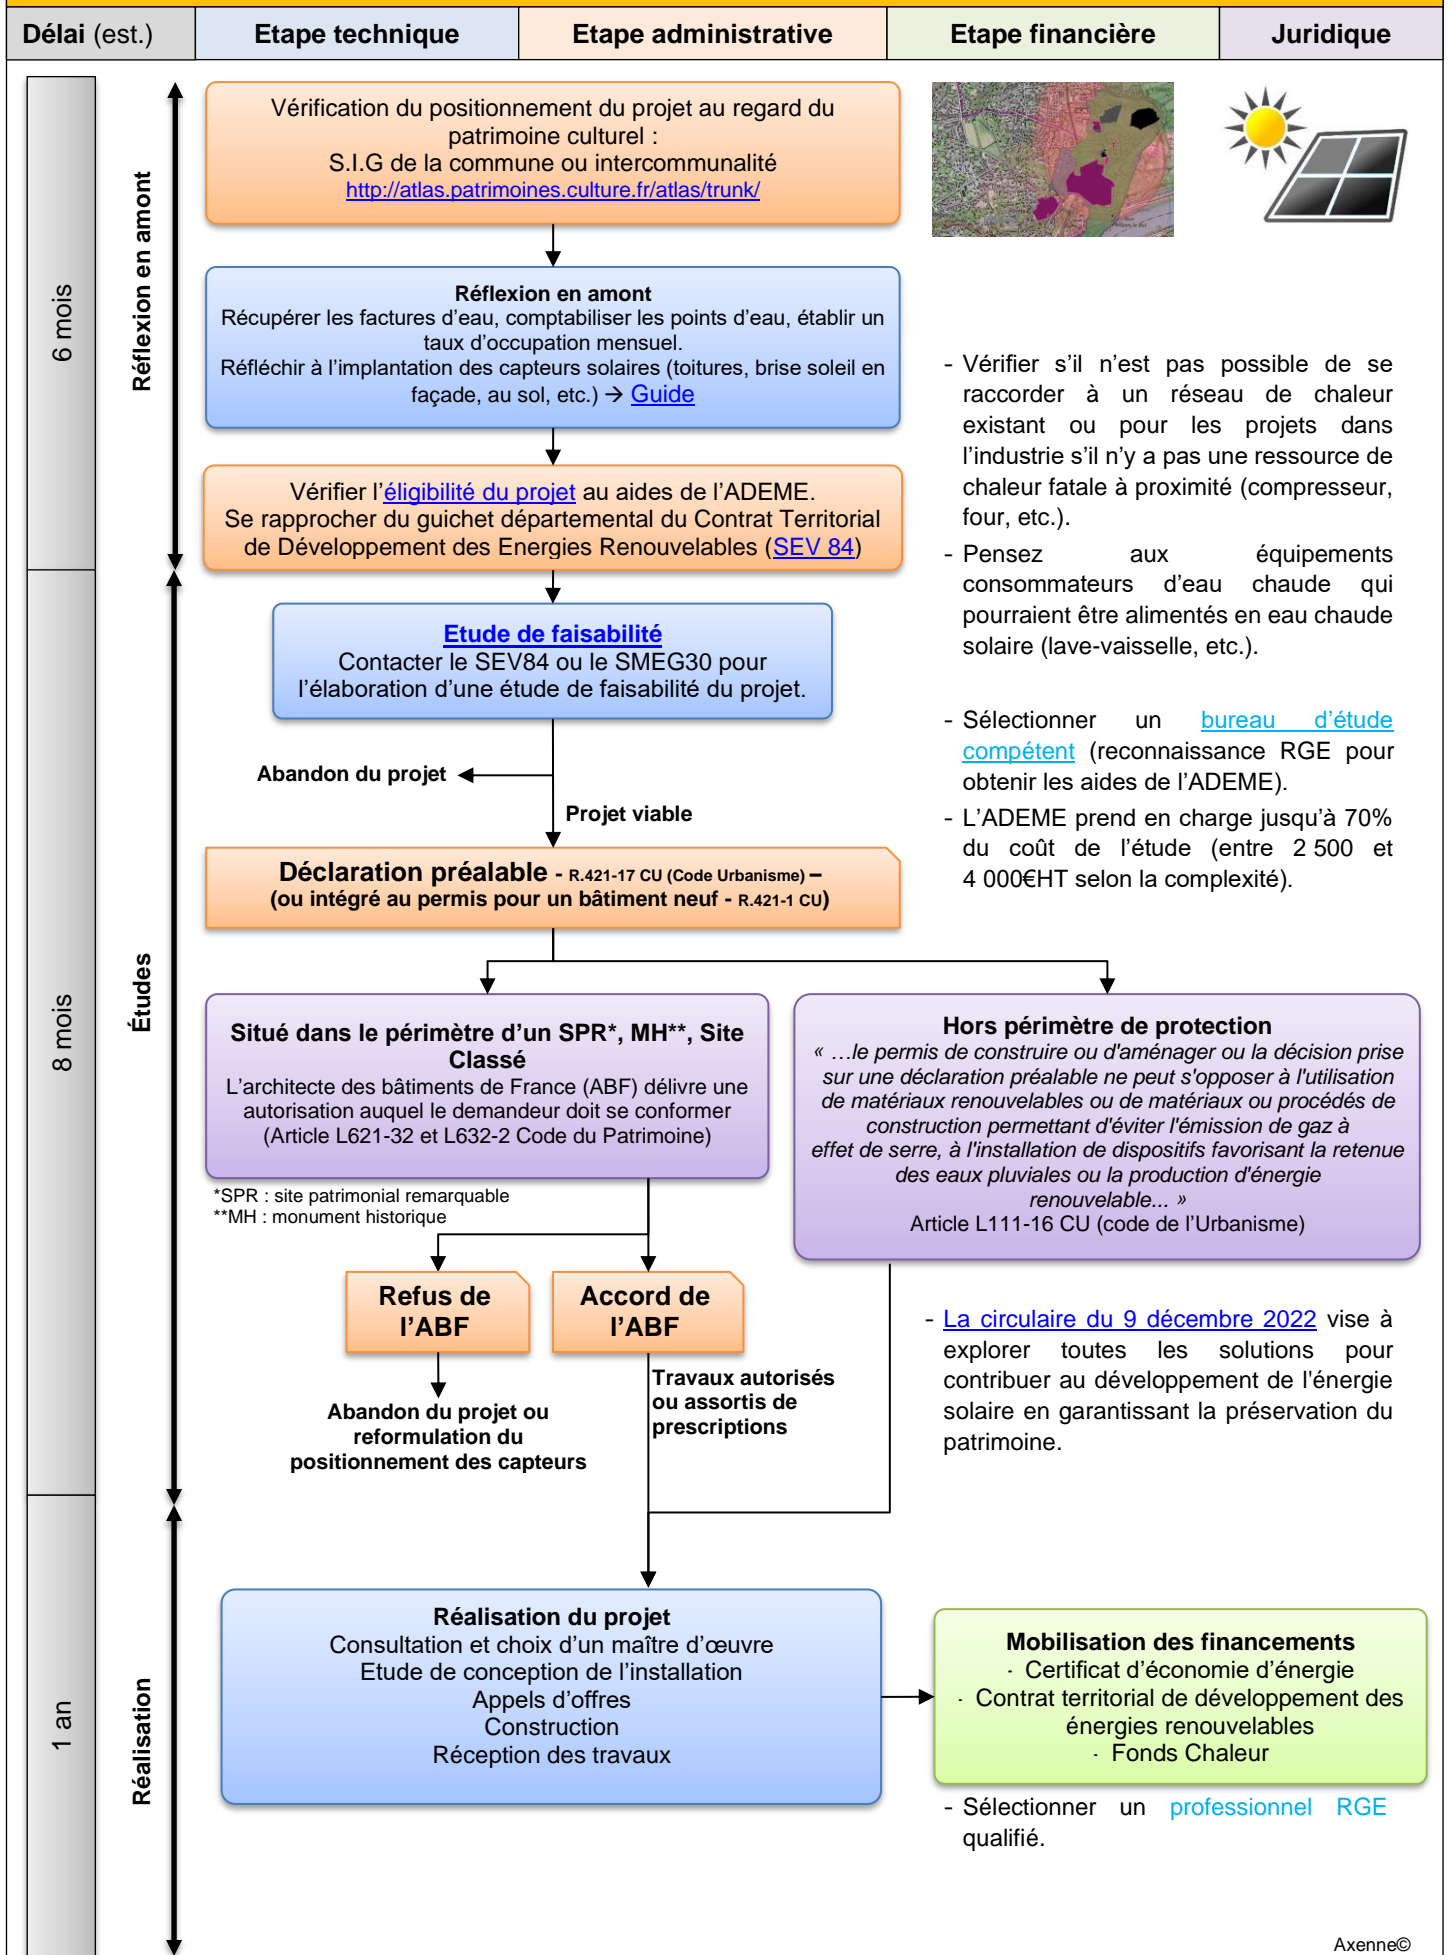 Délai (est.)
Etape technique
Etape administrative
Etape financière
Juridique
6 mois
Réflexion en amont
Vérification du positionnement du projet au regard du
patrimoine culturel :
S.I.G de la commune ou intercommunalité
http://atlas.patrimoines.culture.fr/atlas/trunk/
Réflexion en amont
Récupérer les factures d'eau, comptabiliser les points d'eau, établir un
taux d'occupation mensuel.
Réfléchir à l'implantation des capteurs solaires (toitures, brise soleil en
façade, au sol, etc.) → Guide
Vérifier l'éligibilité du projet au aides de l'ADEME.
Se rapprocher du guichet départemental du Contrat Territorial
de Développement des Energies Renouvelables (SEV 84)
- Vérifier s'il n'est pas possible de se
raccorder à un réseau de chaleur
existant ou pour les projets dans
l'industrie s'il n'y a pas une ressource de
chaleur fatale à proximité (compresseur,
four, etc.).
- Pensez aux équipements
consommateurs d'eau chaude qui
pourraient être alimentés en eau chaude
solaire (lave-vaisselle, etc.).
8 mois
Études
Etude de faisabilité
Contacter le SEV84 ou le SMEG30 pour
l'élaboration d'une étude de faisabilité du projet.
Abandon du projet
Projet viable
- Sélectionner un bureau d'étude
compétent (reconnaissance RGE pour
obtenir les aides de l'ADEME).
- L'ADEME prend en charge jusqu'à 70%
du coût de l'étude (entre 2 500 et
4 000€HT selon la complexité).
Déclaration préalable - R.421-17 CU (Code Urbanisme) –
(ou intégré au permis pour un bâtiment neuf - R.421-1 CU)
Situé dans le périmètre d'un SPR*, MH**, Site
Classé
L'architecte des bâtiments de France (ABF) délivre une
autorisation auquel le demandeur doit se conformer
(Article L621-32 et L632-2 Code du Patrimoine)
*SPR : site patrimonial remarquable
**MH : monument historique
Hors périmètre de protection
« …le permis de construire ou d'aménager ou la décision prise
sur une déclaration préalable ne peut s'opposer à l'utilisation
de matériaux renouvelables ou de matériaux ou procédés de
construction permettant d'éviter l'émission de gaz à
effet de serre, à l'installation de dispositifs favorisant la retenue
des eaux pluviales ou la production d'énergie
renouvelable... »
Article L111-16 CU (code de l'Urbanisme)
Refus de
l'ABF
Accord de
l'ABF
Abandon du projet ou
reformulation du
positionnement des capteurs
Travaux autorisés
ou assortis de
prescriptions
- La circulaire du 9 décembre 2022 vise à
explorer toutes les solutions pour
contribuer au développement de l'énergie
solaire en garantissant la préservation du
patrimoine.
1 an
Réalisation
Réalisation du projet
Consultation et choix d'un maître d'œuvre
Etude de conception de l'installation
Appels d'offres
Construction
Réception des travaux
Mobilisation des financements
- Certificat d'économie d'énergie
- Contrat territorial de développement des
énergies renouvelables
- Fonds Chaleur
- Sélectionner un professionnel RGE
qualifié.
Axenne©